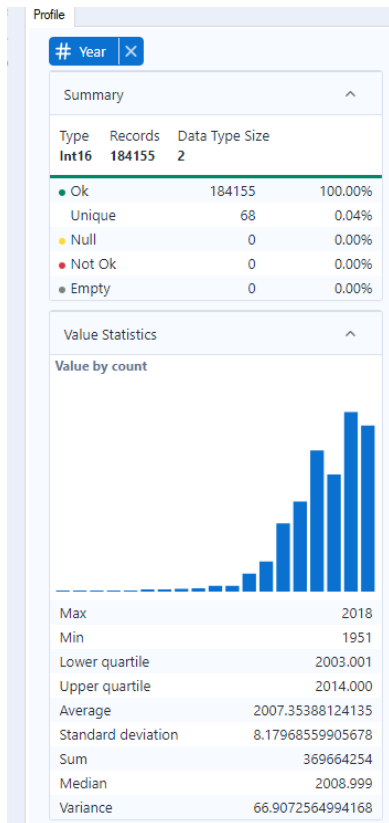 Profile
# Year ×
Summary
Type Records Data Type Size
Int16 184155 2
Ok 184155 100.00%
Unique 68 0.04%
Null 0 0.00%
Not Ok 0 0.00%
Empty 0 0.00%
Value Statistics
Value by count
Max 2018
Min 1951
Lower quartile 2003.001
Upper quartile 2014.000
Average 2007.35388124135
Standard deviation 8.17968559905678
Sum 369664254
Median 2008.999
Variance 66.9072564994168